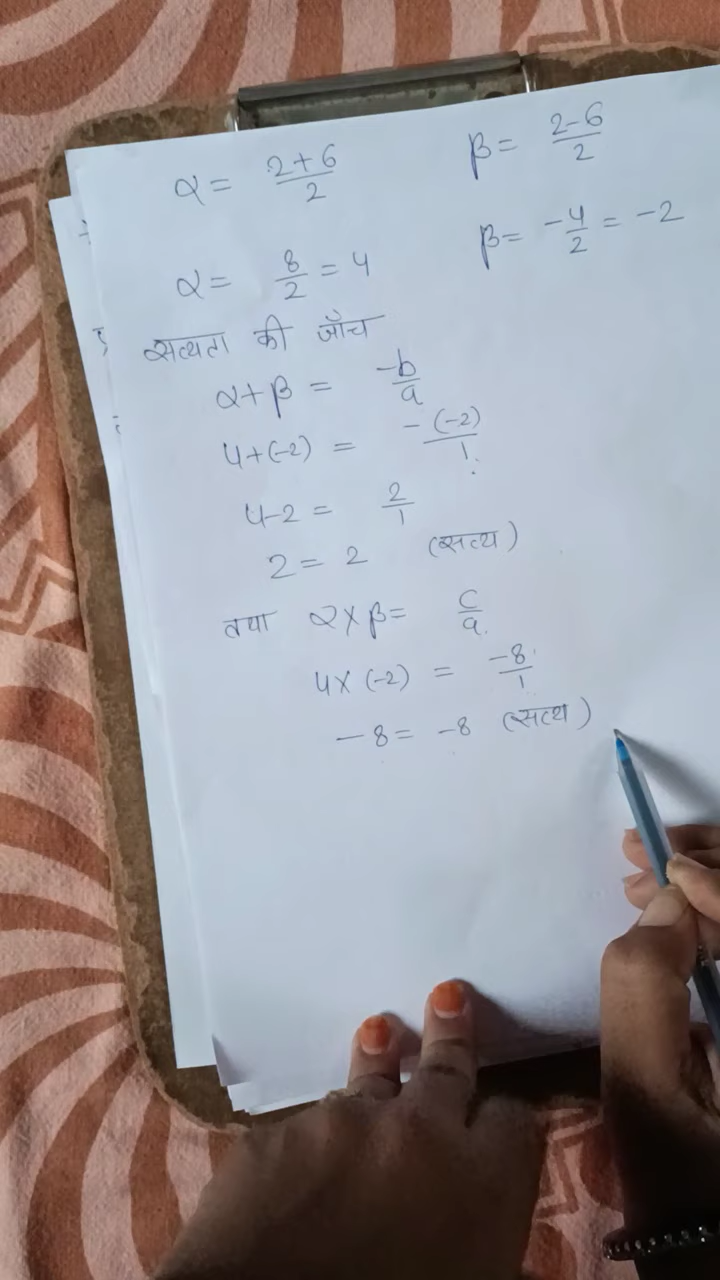 α = 2+6/2 β = 2-6/2
α = 8/2 = 4 β = -4/2 = -2
सत्यता की जाँच
α+β = -b/a
4+(-2) = -(-2)/1
4-2 = 2/1
2 = 2 (सत्य)
तथा α×β = c/a
4×(-2) = -8/1
-8 = -8 (सत्य)